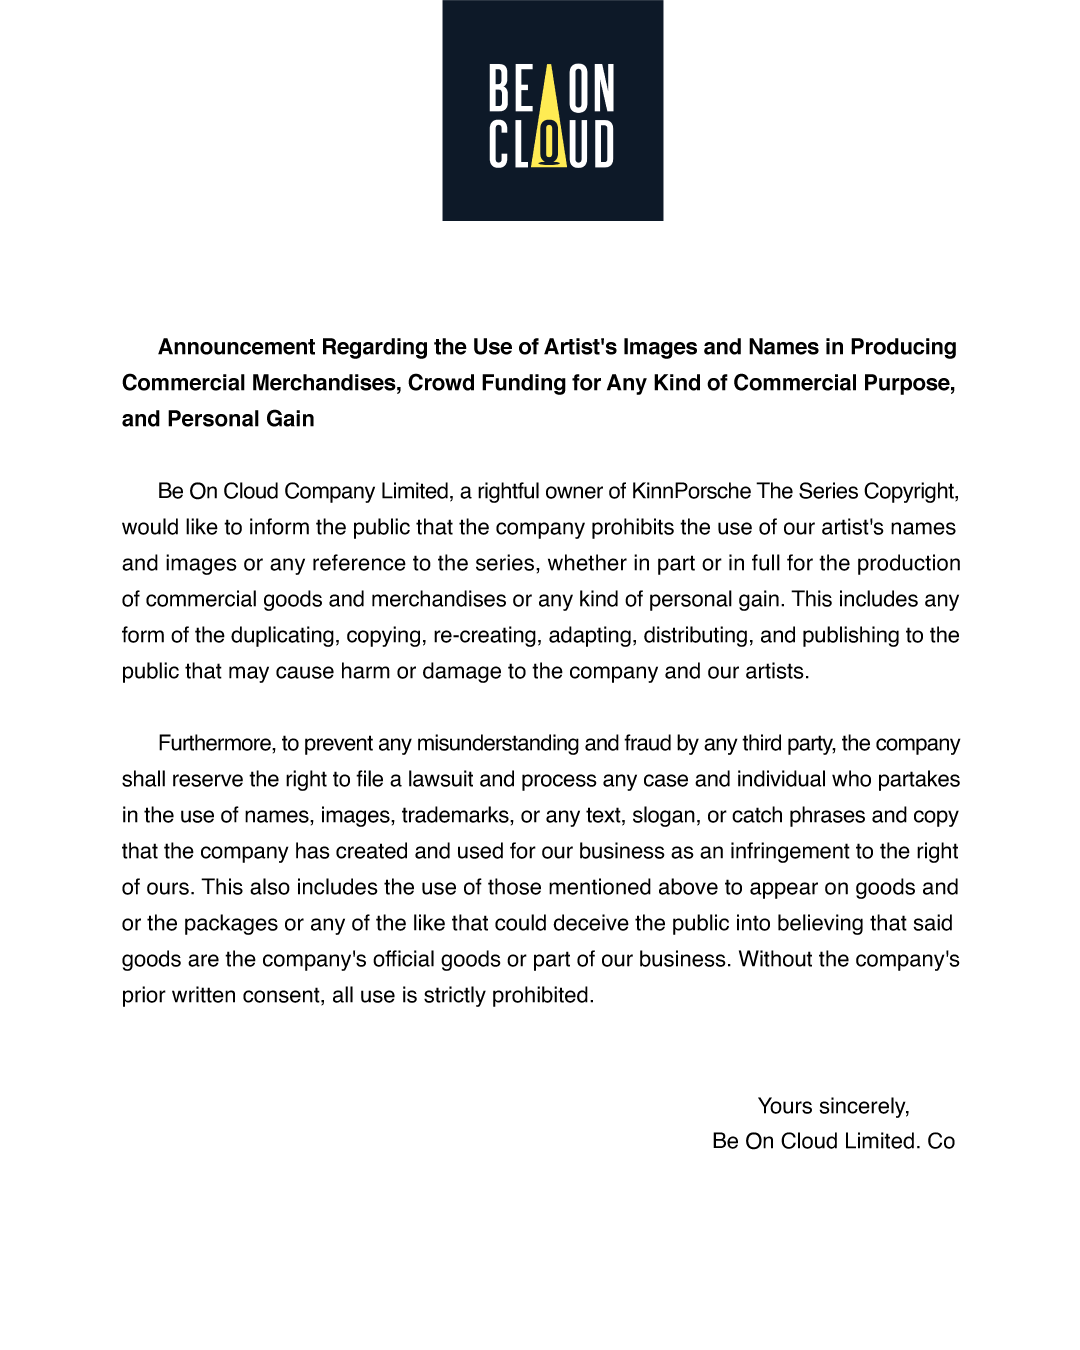 BE ON
CLOUD
Announcement Regarding the Use of Artist's Images and Names in Producing
Commercial Merchandises, Crowd Funding for Any Kind of Commercial Purpose,
and Personal Gain
Be On Cloud Company Limited, a rightful owner of KinnPorsche The Series Copyright,
would like to inform the public that the company prohibits the use of our artist's names
and images or any reference to the series, whether in part or in full for the production
of commercial goods and merchandises or any kind of personal gain. This includes any
form of the duplicating, copying, re-creating, adapting, distributing, and publishing to the
public that may cause harm or damage to the company and our artists.
Furthermore, to prevent any misunderstanding and fraud by any third party, the company
shall reserve the right to file a lawsuit and process any case and individual who partakes
in the use of names, images, trademarks, or any text, slogan, or catch phrases and copy
that the company has created and used for our business as an infringement to the right
of ours. This also includes the use of those mentioned above to appear on goods and
or the packages or any of the like that could deceive the public into believing that said
goods are the company's official goods or part of our business. Without the company's
prior written consent, all use is strictly prohibited.
Yours sincerely,
Be On Cloud Limited. Co